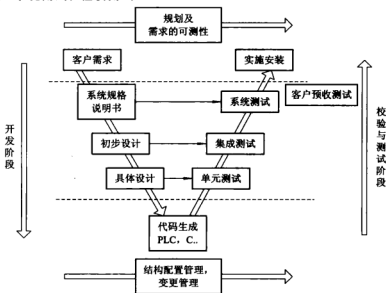 规划及
需求的可测性
客户需求
实施安装
系统规格
说明书
系统测试
客户预收测试
初步设计
集成测试
具体设计
单元测试
代码生成
PLC，C..
结构配置管理，
变更管理
开发阶段
校验与测试阶段